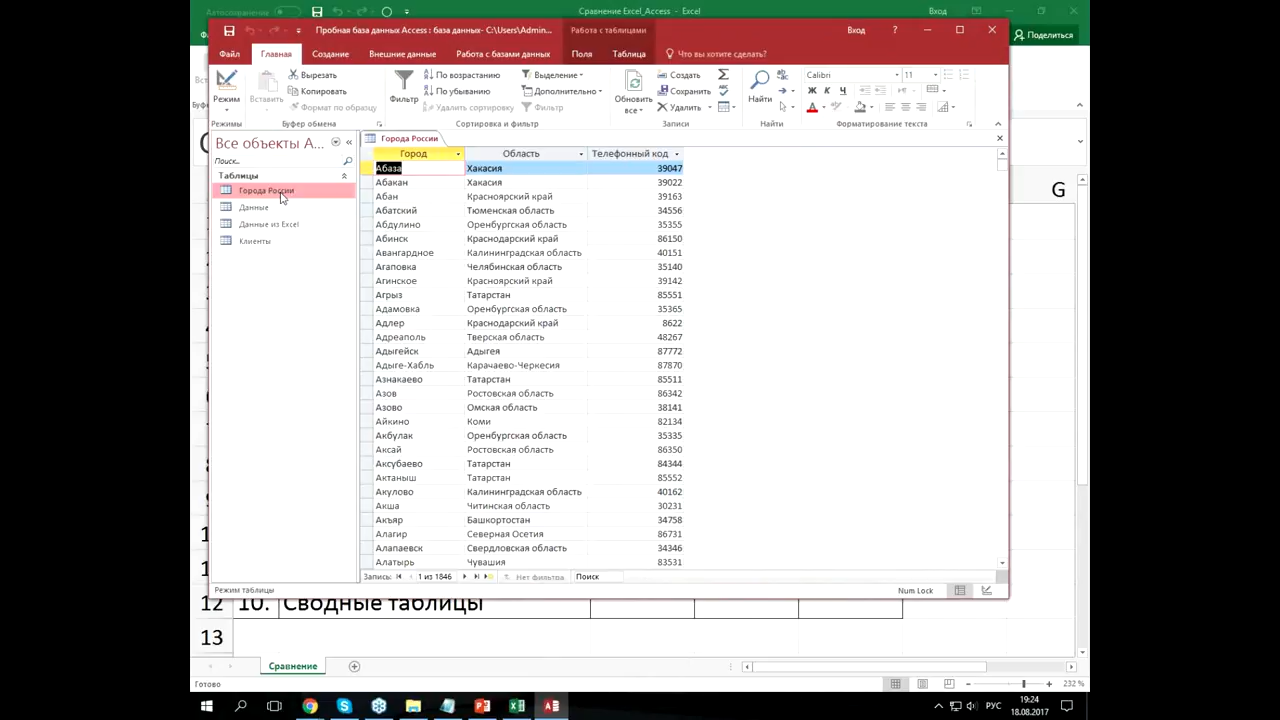 Автосохранение
Сравнение Excel_Access - Excel
Вход
Поделиться
Пробная база данных Access : база данных- C:\Users\Admin...
Работа с таблицами
Вход
?
Файл
Главная
Создание
Внешние данные
Работа с базами данных
Поля
Таблица
Что вы хотите сделать?
Режим
Режимы
Вставить
Вырезать
Копировать
Формат по образцу
Буфер обмена
Фильтр
По возрастанию
По убыванию
Удалить сортировку
Выделение
Дополнительно
Фильтр
Сортировка и фильтр
Обновить
все
Создать
Сохранить
Удалить
Записи
Найти
Найти
Calibri
11
Ж К Ч
Форматирование текста
Все объекты A...
Поиск..
Таблицы
Города России
Данные
Данные из Excel
Клиенты
Города России
Город Область Телефонный код
Абаза Хакасия 39047
Абакан Хакасия 39022
Абан Красноярский край 39163
Абатский Тюменская область 34556
Абдулино Оренбургская область 35355
Абинск Краснодарский край 86150
Авангардное Калининградская область 40151
Агаповка Челябинская область 35140
Агинское Красноярский край 39142
Агрыз Татарстан 85551
Адамовка Оренбургская область 35365
Адлер Краснодарский край 8622
Адреаполь Тверская область 48267
Адыгейск Адыгея 87772
Адыге-Хабль Карачаево-Черкесия 87870
Азнакаево Татарстан 85511
Азов Ростовская область 86342
Азово Омская область 38141
Айкино Коми 82134
Акбулак Оренбургская область 35335
Аксай Ростовская область 86350
Аксубаево Татарстан 84344
Актаныш Татарстан 85552
Акулово Калининградская область 40162
Акша Читинская область 30231
Акъяр Башкортостан 34758
Алагир Северная Осетия 86731
Алапаевск Свердловская область 34346
Алатырь Чувашия 83531
Запись: 1 из 1846 Нет фильтра Поиск
Режим таблицы
Num Lock
G
12 10. Сводные таблицы
13
Сравнение
Готово
232 %
РУС
19:24
18.08.2017